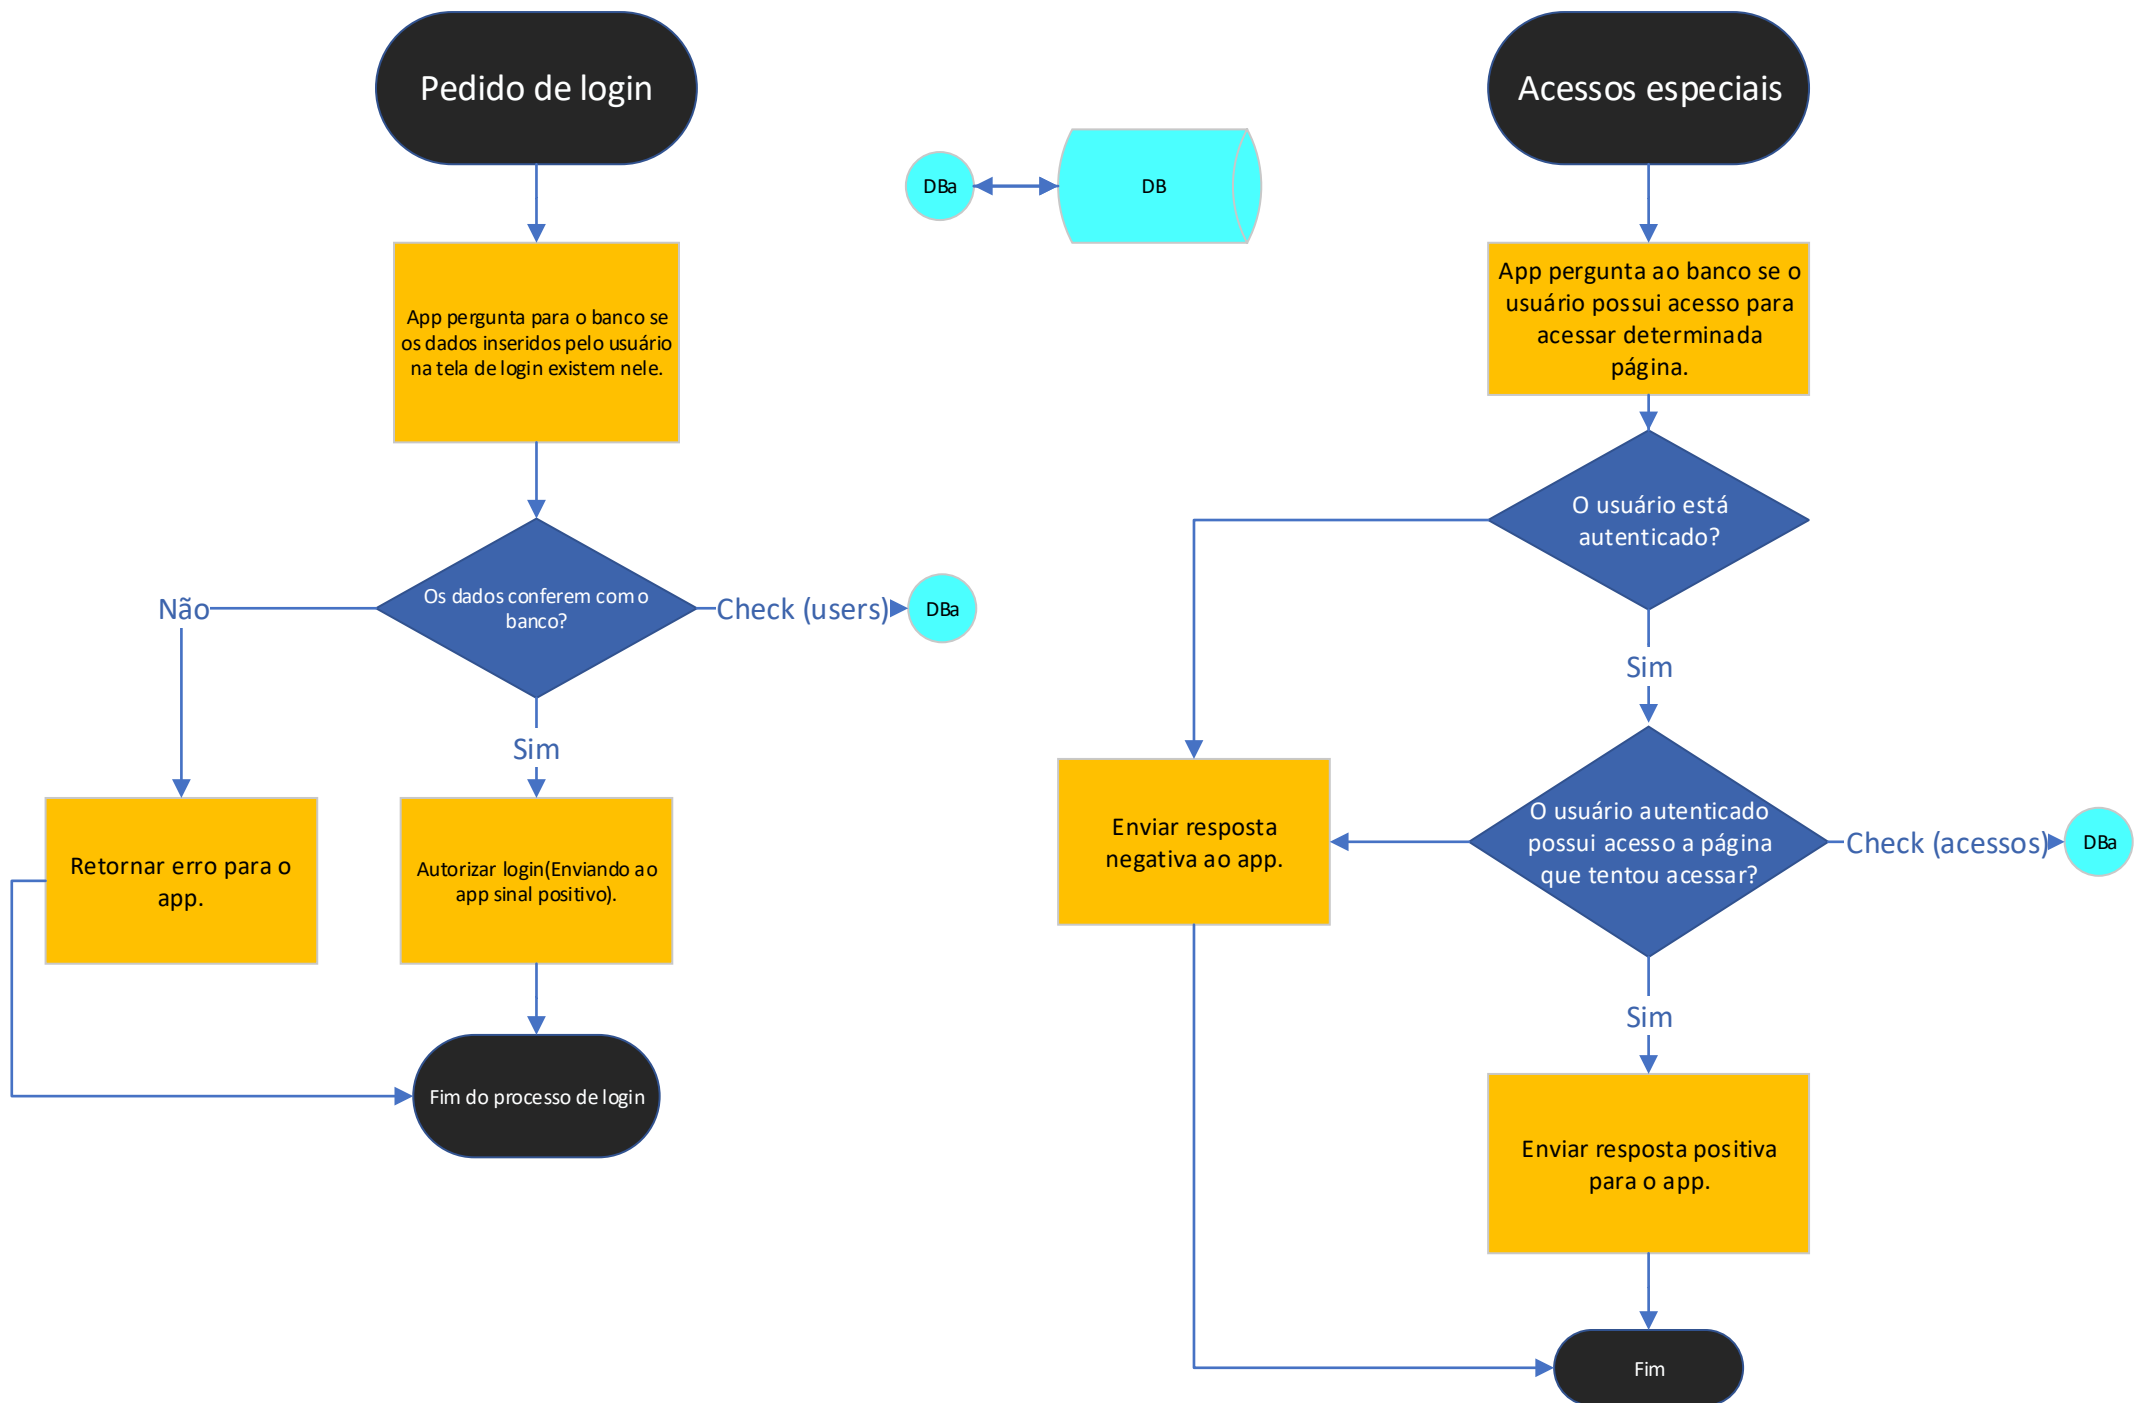 Pedido de login
App pergunta para o banco se
os dados inseridos pelo usuário
na tela de login existem nele.
Os dados conferem com o
banco?
Não
Check (users)
DBa
Sim
Retornar erro para o
app.
Autorizar login(Enviando ao
app sinal positivo).
Fim do processo de login
DBa
DB
Acessos especiais
App pergunta ao banco se o
usuário possui acesso para
acessar determinada
página.
O usuário está
autenticado?
Sim
Enviar resposta
negativa ao app.
O usuário autenticado
possui acesso a página
que tentou acessar?
Check (acessos)
DBa
Sim
Enviar resposta positiva
para o app.
Fim